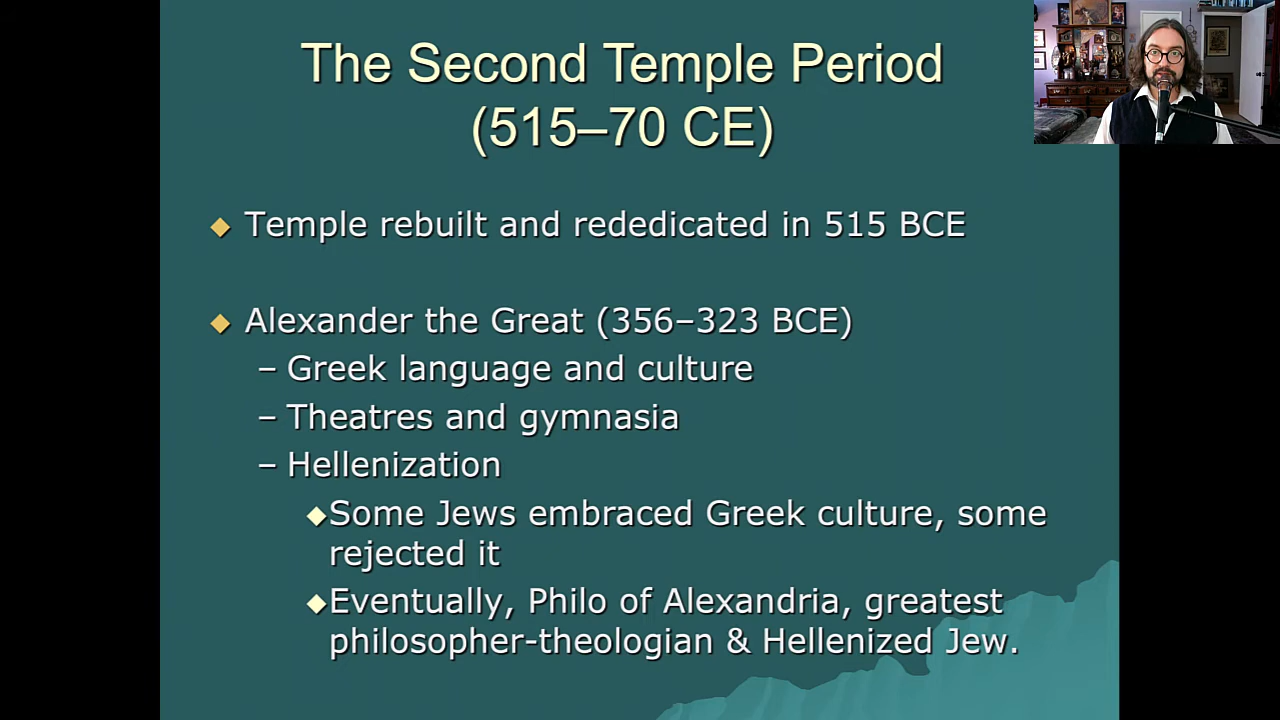 The Second Temple Period
(515–70 CE)
Temple rebuilt and rededicated in 515 BCE
Alexander the Great (356–323 BCE)
– Greek language and culture
– Theatres and gymnasia
– Hellenization
Some Jews embraced Greek culture, some
rejected it
Eventually, Philo of Alexandria, greatest
philosopher-theologian & Hellenized Jew.